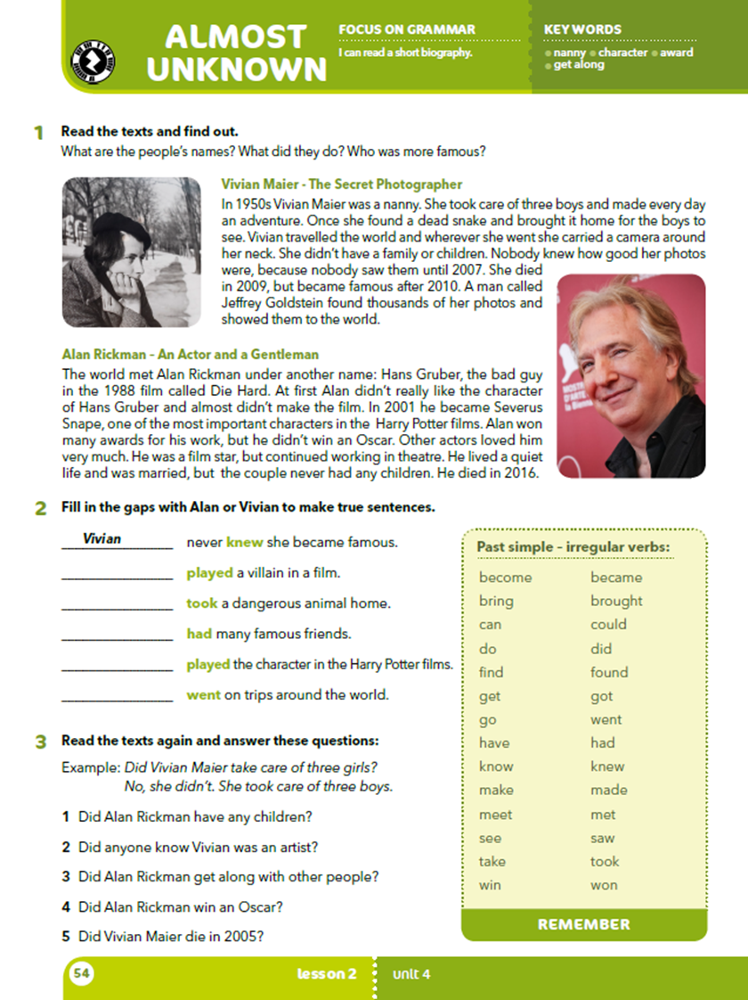 ALMOST
UNKNOWN
FOCUS ON GRAMMAR
I can read a short biography.
KEY WORDS
nanny character award
get along
1 Read the texts and find out.
What are the people's names? What did they do? Who was more famous?
Vivian Maier - The Secret Photographer
In 1950s Vivian Maier was a nanny. She took care of three boys and made every day
an adventure. Once she found a dead snake and brought it home for the boys to
see. Vivian travelled the world and wherever she went she carried a camera around
her neck. She didn't have a family or children. Nobody knew how good her photos
were, because nobody saw them until 2007. She died
in 2009, but became famous after 2010. A man called
Jeffrey Goldstein found thousands of her photos and
showed them to the world.
MOSTR
D'ARTE
la Bienn
Alan Rickman – An Actor and a Gentleman
The world met Alan Rickman under another name: Hans Gruber, the bad guy
in the 1988 film called Die Hard. At first Alan didn't really like the character
of Hans Gruber and almost didn't make the film. In 2001 he became Severus
Snape, one of the most important characters in the Harry Potter films. Alan won
many awards for his work, but he didn't win an Oscar. Other actors loved him
very much. He was a film star, but continued working in theatre. He lived a quiet
life and was married, but the couple never had any children. He died in 2016.
2 Fill in the gaps with Alan or Vivian to make true sentences.
Vivian never knew she became famous.
played a villain in a film.
took a dangerous animal home.
had many famous friends.
played the character in the Harry Potter films.
went on trips around the world.
Past simple – irregular verbs:
become became
bring brought
can could
do did
find found
get got
go went
have had
know knew
make made
meet met
see saw
take took
win won
REMEMBER
3 Read the texts again and answer these questions:
Example: Did Vivian Maier take care of three girls?
No, she didn't. She took care of three boys.
1 Did Alan Rickman have any children?
2 Did anyone know Vivian was an artist?
3 Did Alan Rickman get along with other people?
4 Did Alan Rickman win an Oscar?
5 Did Vivian Maier die in 2005?
54
lesson 2
unit 4